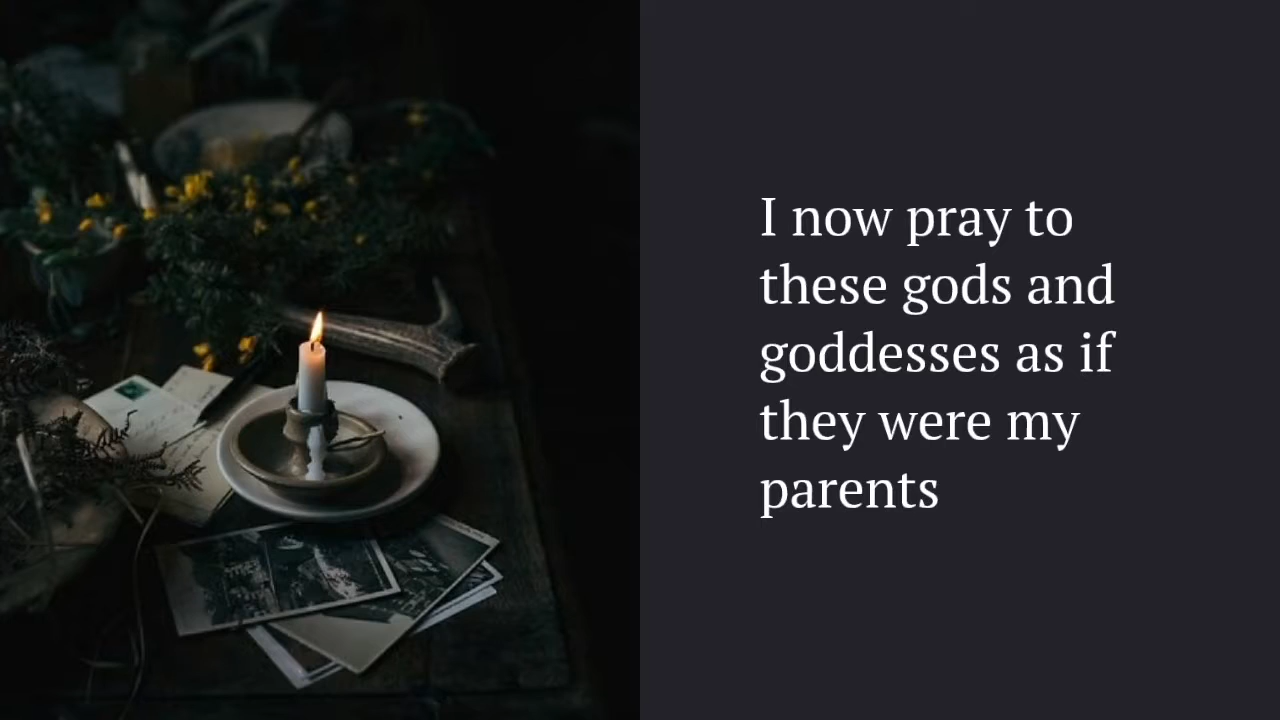 I now pray to
these gods and
goddesses as if
they were my
parents